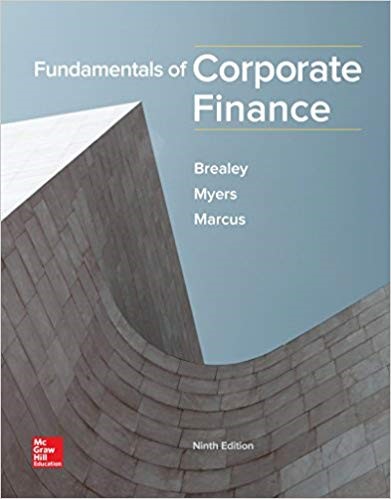 Fundamentals of Corporate
Finance
Brealey
Myers
Marcus
Mc
Graw
Hill
Education
Ninth Edition